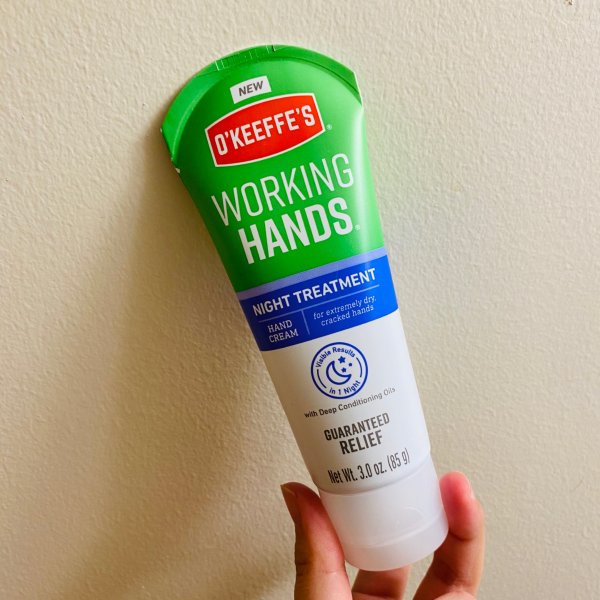 NEW
O'KEEFFE'S®
WORKING
HANDS®
NIGHT TREATMENT
HAND
CREAM
for extremely dry,
cracked hands
Visible Results
in 1 Night
with Deep Conditioning Oils
GUARANTEED
RELIEF
Net Wt. 3.0 oz. (85 g)